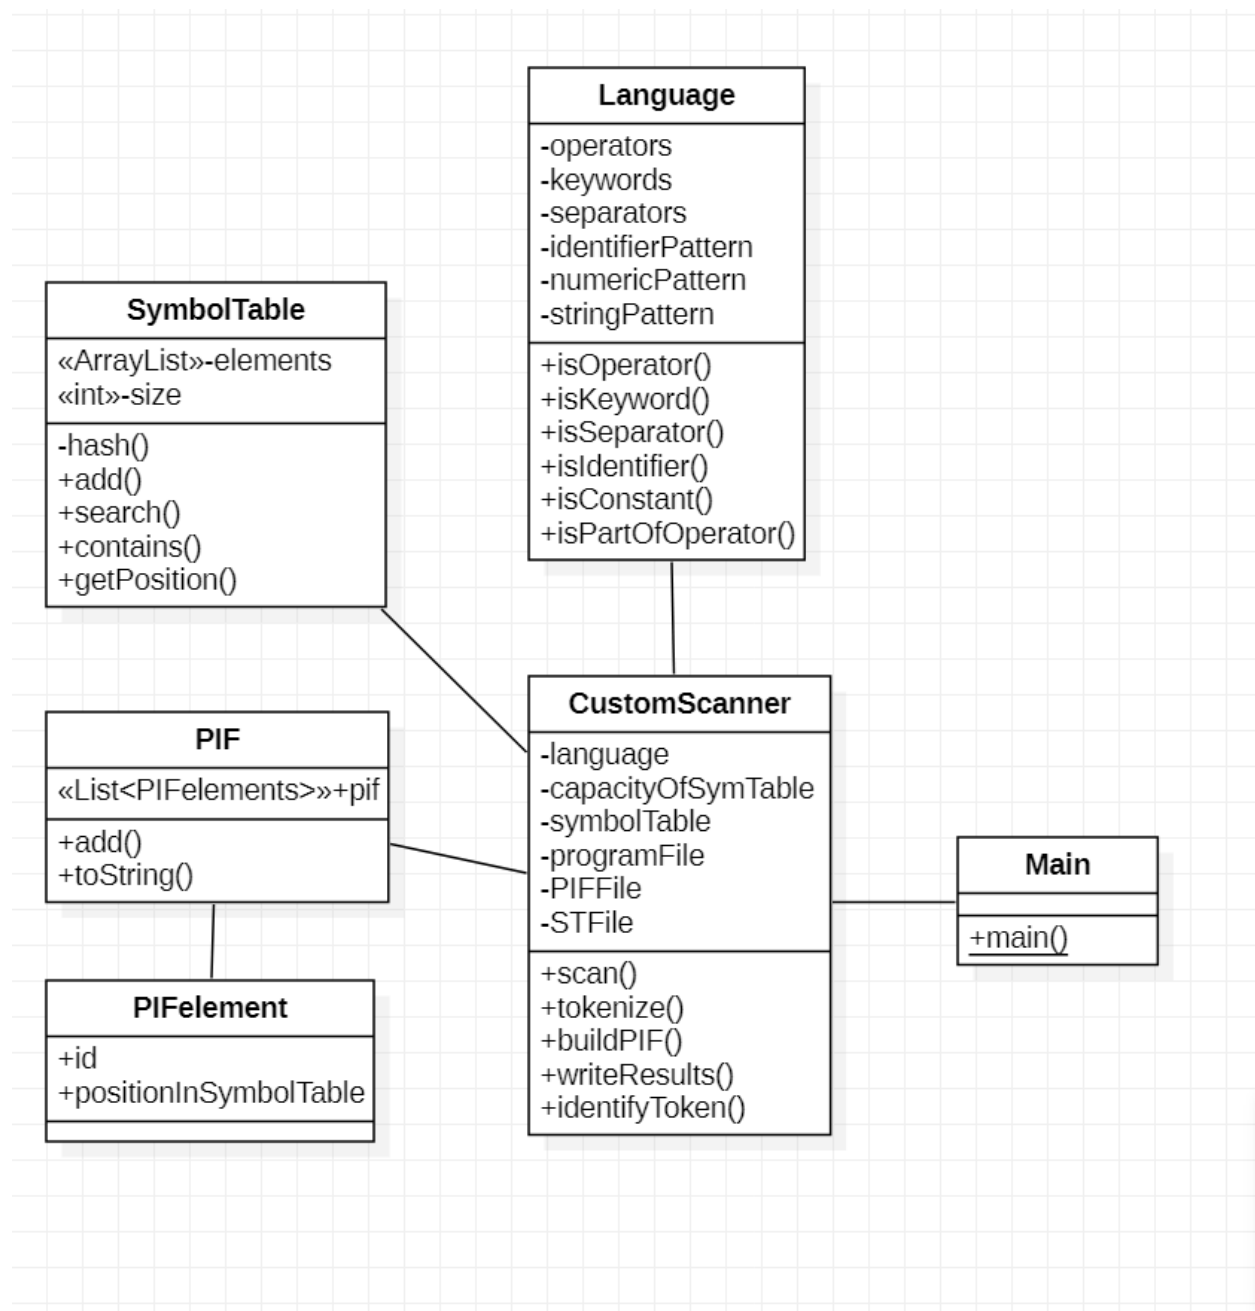 Language
-operators
-keywords
-separators
-identifierPattern
-numericPattern
-stringPattern
+isOperator()
+isKeyword()
+isSeparator()
+isIdentifier()
+isConstant()
+isPartOfOperator()
SymbolTable
«ArrayList»-elements
«int»-size
-hash()
+add()
+search()
+contains()
+getPosition()
PIF
«List<PIFelements>»+pif
+add()
+toString()
PIFelement
+id
+positionInSymbolTable
CustomScanner
-language
-capacityOfSymTable
-symbolTable
-programFile
-PIFFile
-STFile
+scan()
+tokenize()
+buildPIF()
+writeResults()
+identifyToken()
Main
+main()